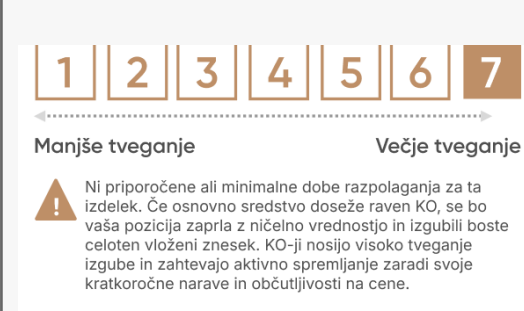 1 2 3 4 5 6 7
Manjše tveganje Večje tveganje
Ni priporočene ali minimalne dobe razpolaganja za ta
izdelek. Če osnovno sredstvo doseže raven KO, se bo
vaša pozicija zaprla z ničelno vrednostjo in izgubili boste
celoten vloženi znesek. KO-ji nosijo visoko tveganje
izgube in zahtevajo aktivno spremljanje zaradi svoje
kratkoročne narave in občutljivosti na cene.